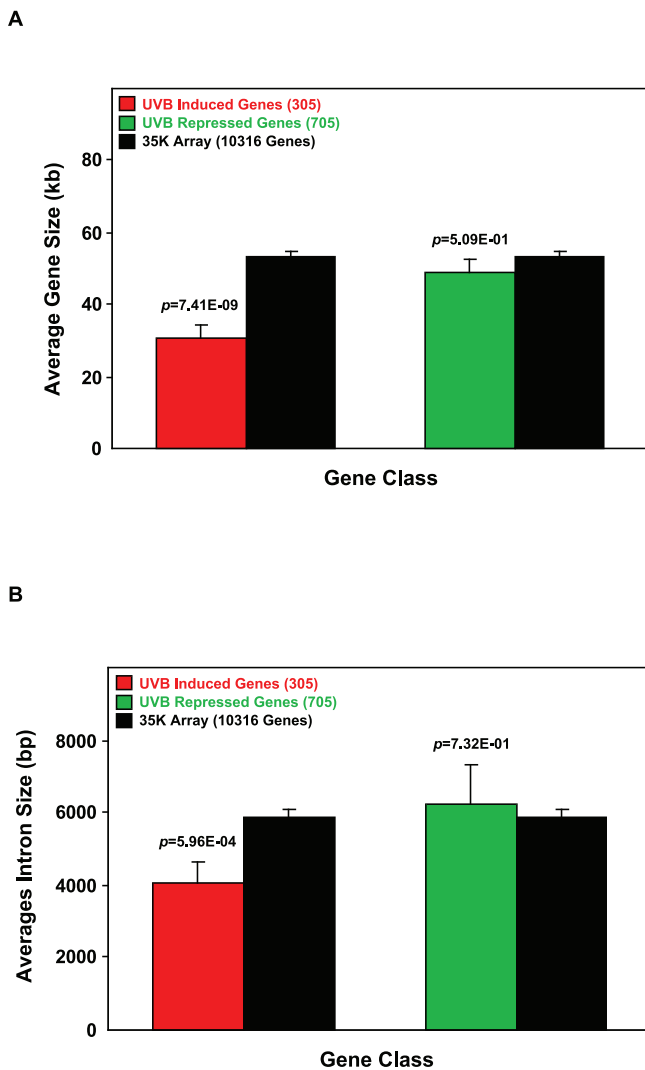 A
UVB Induced Genes (305)
UVB Repressed Genes (705)
35K Array (10316 Genes)
80
60
40
20
0
Average Gene Size (kb)
p=7.41E-09
p=5.09E-01
Gene Class
B
UVB Induced Genes (305)
UVB Repressed Genes (705)
35K Array (10316 Genes)
8000
6000
4000
2000
0
Averages Intron Size (bp)
p=5.96E-04
p=7.32E-01
Gene Class